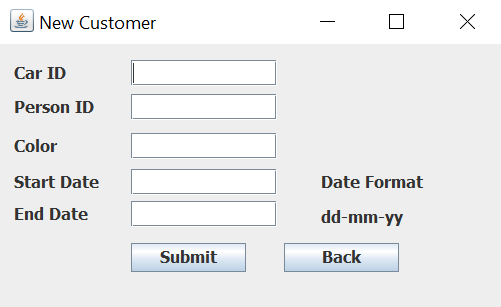 New Customer
Car ID
Person ID
Color
Start Date
Date Format
End Date
dd-mm-yy
Submit
Back